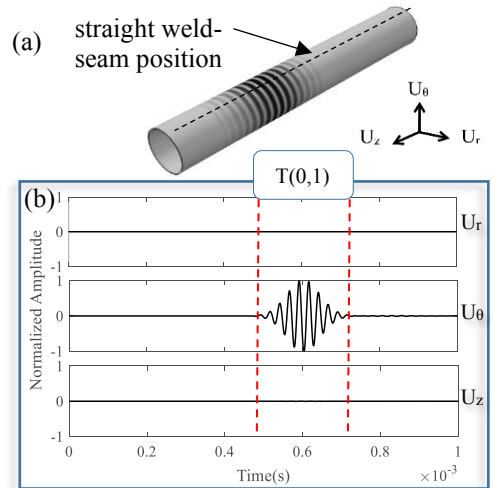 (a)
straight weld-
seam position
Uθ
Uz
Ur
T(0,1)
(b)
Normalized Amplitude
1
0
-1
Ur
1
0
-1
Uθ
1
0
-1
Uz
0
0.2
0.4
0.6
0.8
1
Time(s)
×10⁻³